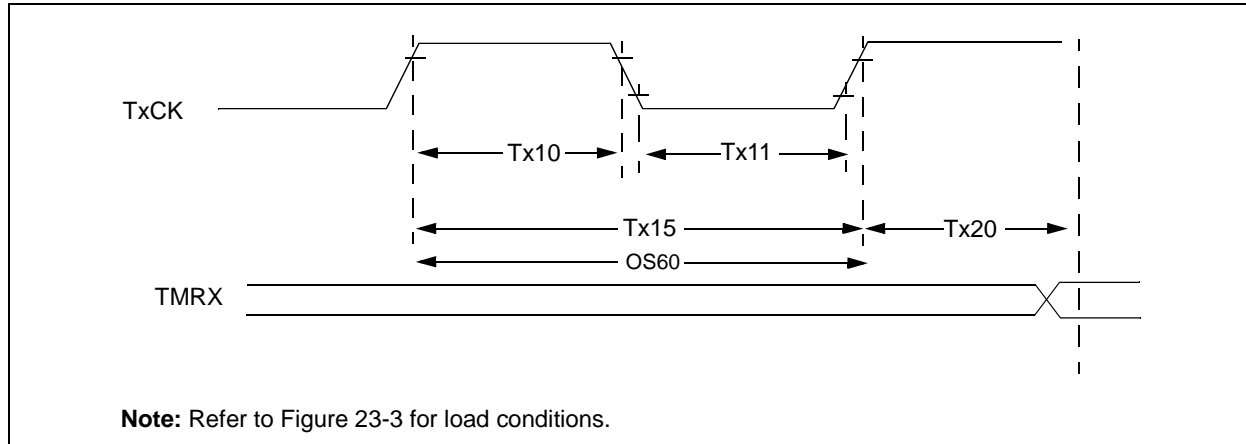 TxCK
Tx10
Tx11
Tx15
Tx20
OS60
TMRX
Note: Refer to Figure 23-3 for load conditions.